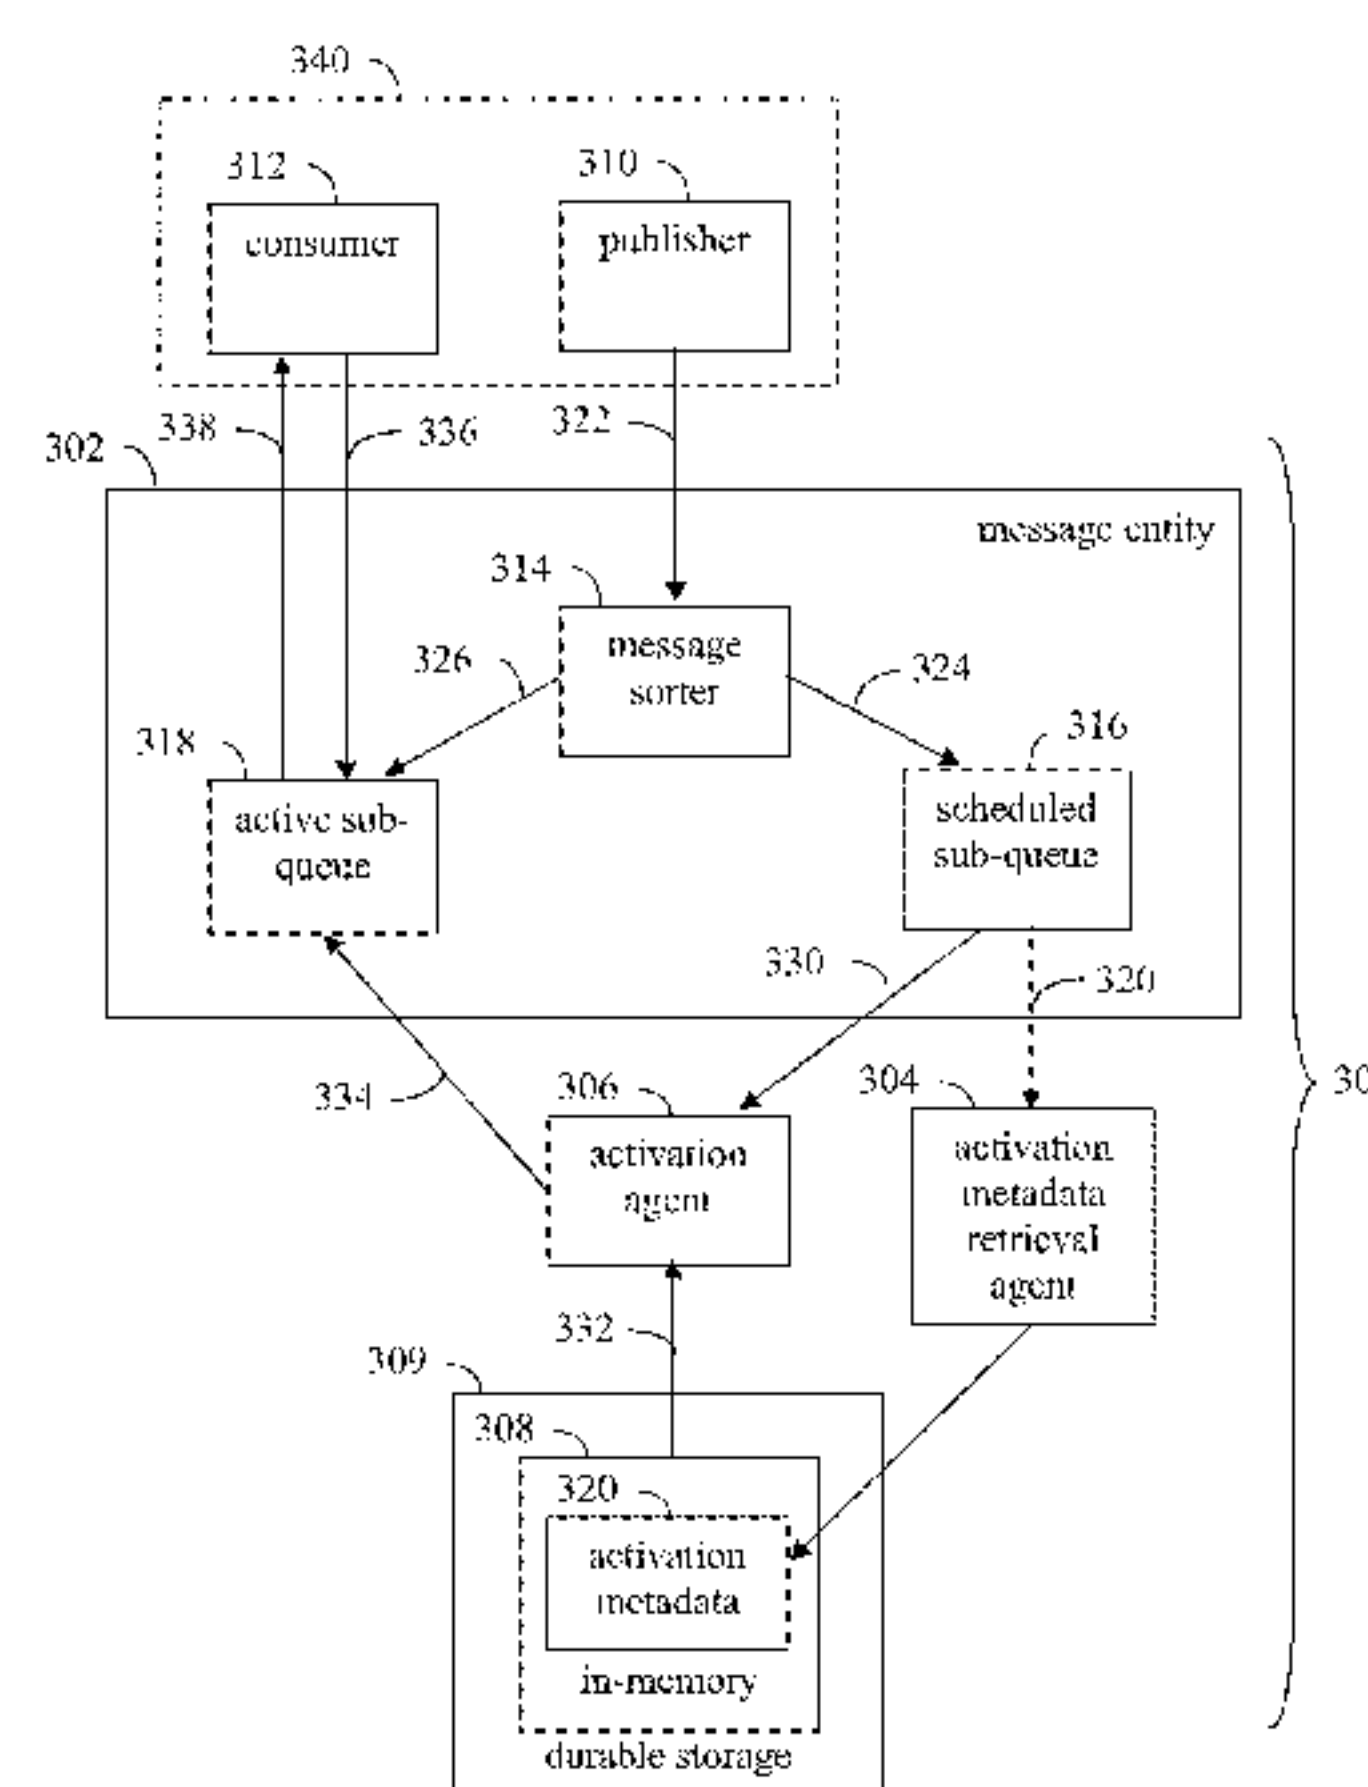 340
312
310
consumer
publisher
338
336
322
302
message entity
314
message
sorter
326
324
318
316
active sub-
queue
scheduled
sub-queue
330
320
334
306
304
30
activation
agent
activation
metadata
retrieval
agent
332
309
308
320
activation
metadata
in-memory
durable storage